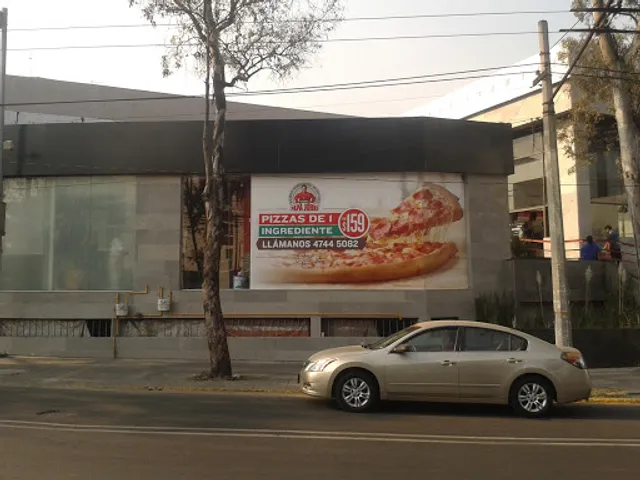 PIZZAS DE 1
INGREDIENTE
$159
LLÁMANOS 4744 5082